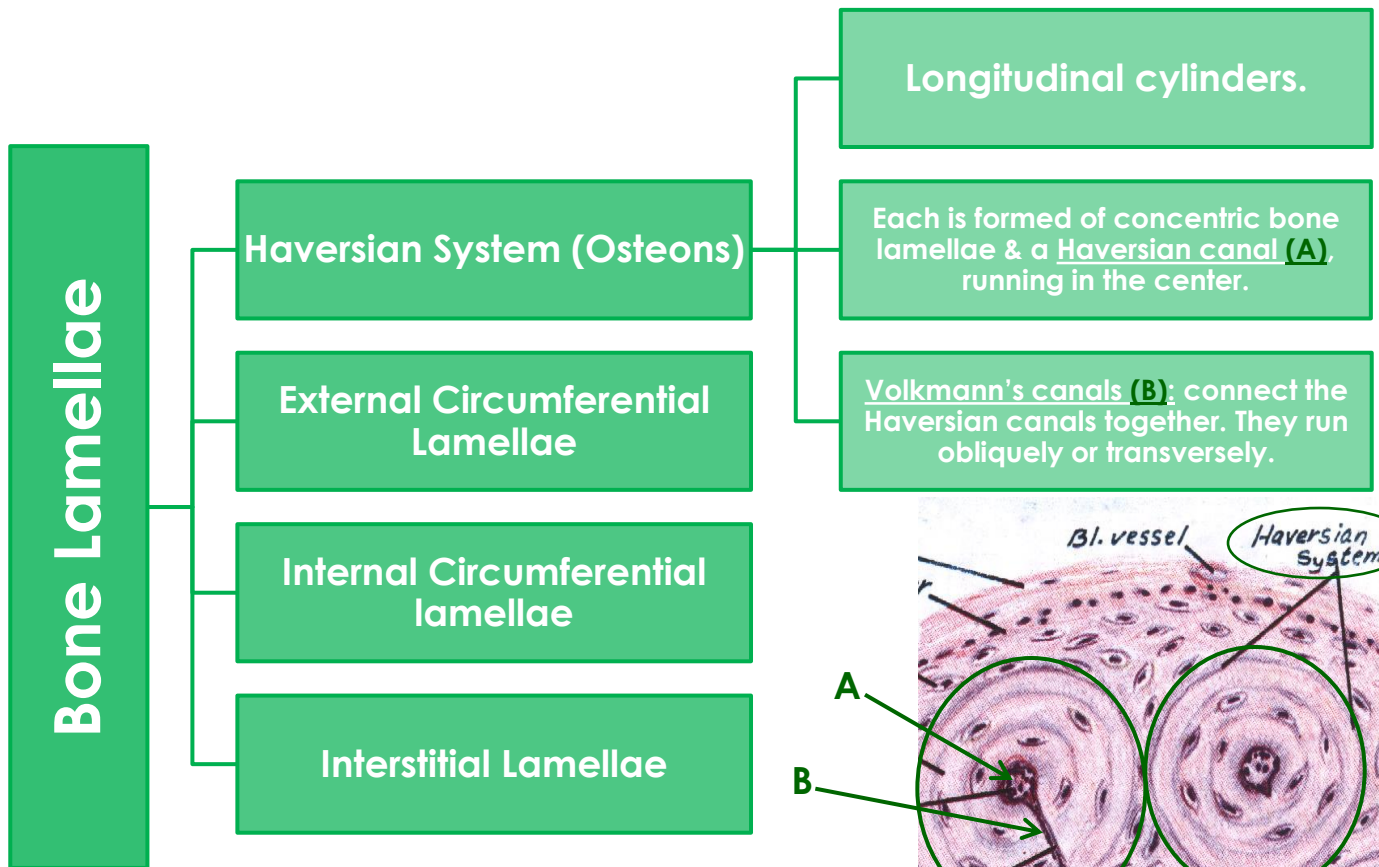 Bone Lamellae
Haversian System (Osteons)
External Circumferential
Lamellae
Internal Circumferential
lamellae
Interstitial Lamellae
Longitudinal cylinders.
Each is formed of concentric bone
lamellae & a Haversian canal (A),
running in the center.
Volkmann’s canals (B): connect the
Haversian canals together. They run
obliquely or transversely.
Bl. vessel
Haversian
System
A
B